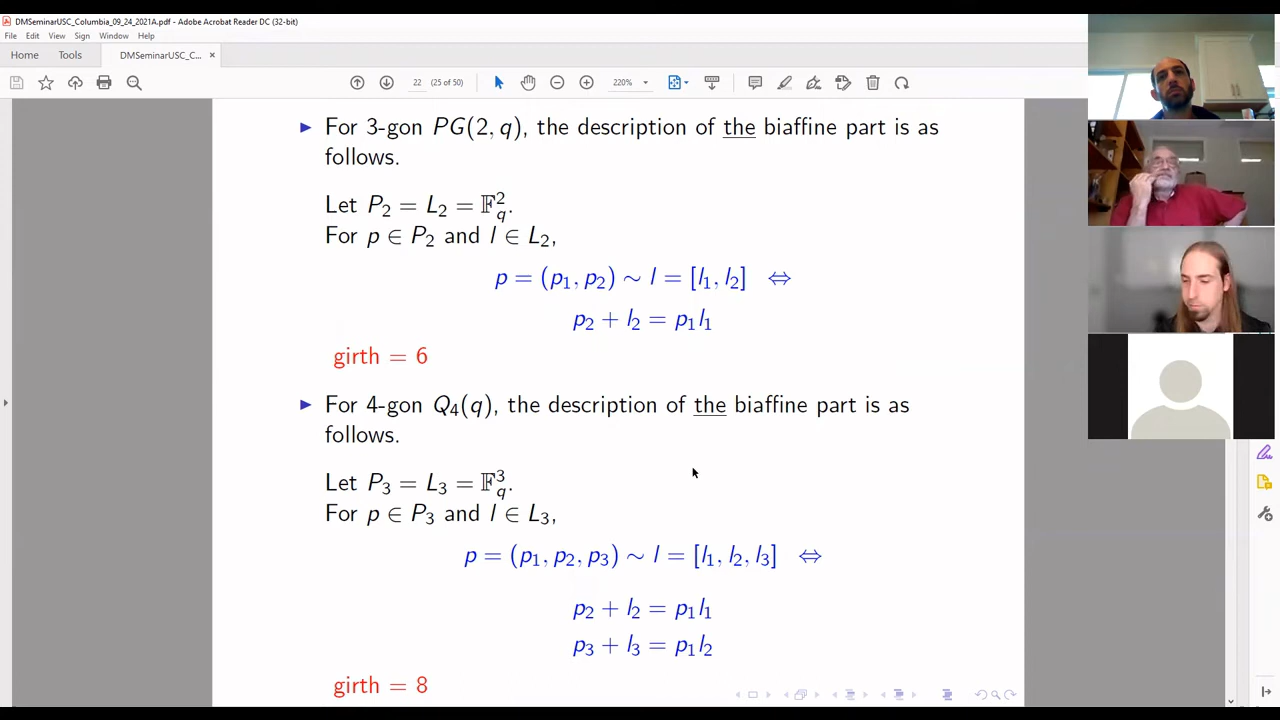 DMSeminarUSC_Columbia_09_24_2021A.pdf - Adobe Acrobat Reader DC (32-bit)
File Edit View Sign Window Help
Home Tools DMSeminarUSC_C... ×
22 (25 of 50) 220%
▶ For 3-gon PG(2, q), the description of the biaffine part is as
follows.
Let P₂ = L₂ = 𝔽_q^2.
For p ∈ P₂ and l ∈ L₂,
p = (p₁, p₂) ∼ l = [l₁, l₂] ⇔
p₂ + l₂ = p₁l₁
girth = 6
▶ For 4-gon Q₄(q), the description of the biaffine part is as
follows.
Let P₃ = L₃ = 𝔽_q^3.
For p ∈ P₃ and l ∈ L₃,
p = (p₁, p₂, p₃) ∼ l = [l₁, l₂, l₃] ⇔
p₂ + l₂ = p₁l₁
p₃ + l₃ = p₁l₂
girth = 8